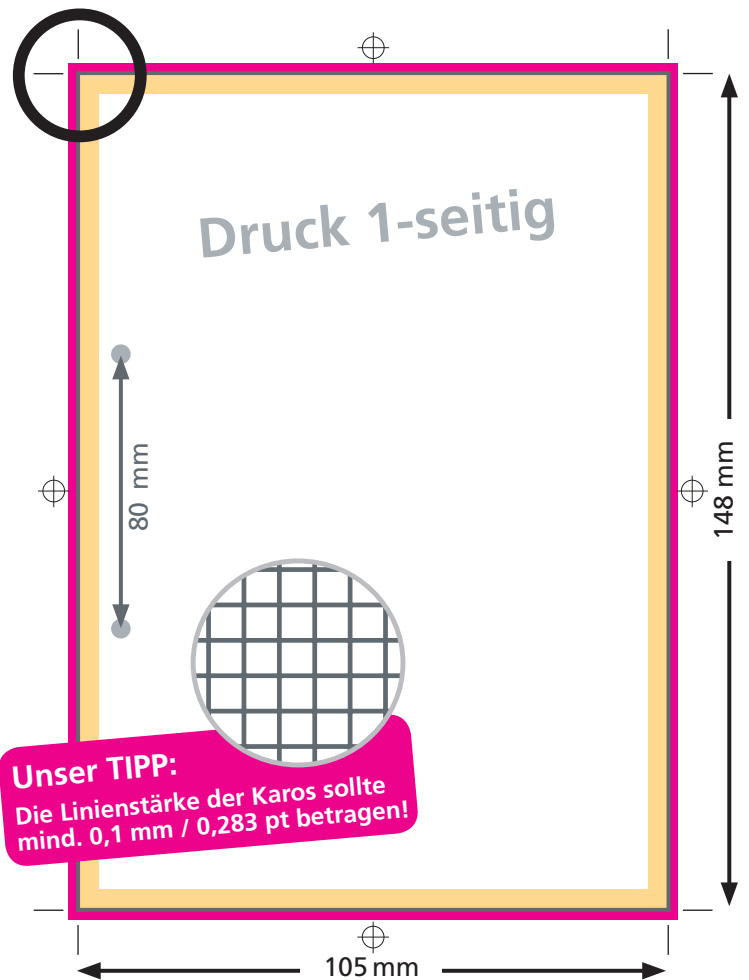 Druck 1-seitig
80 mm
148 mm
Unser TIPP:
Die Linienstärke der Karos sollte
mind. 0,1 mm / 0,283 pt betragen!
105 mm